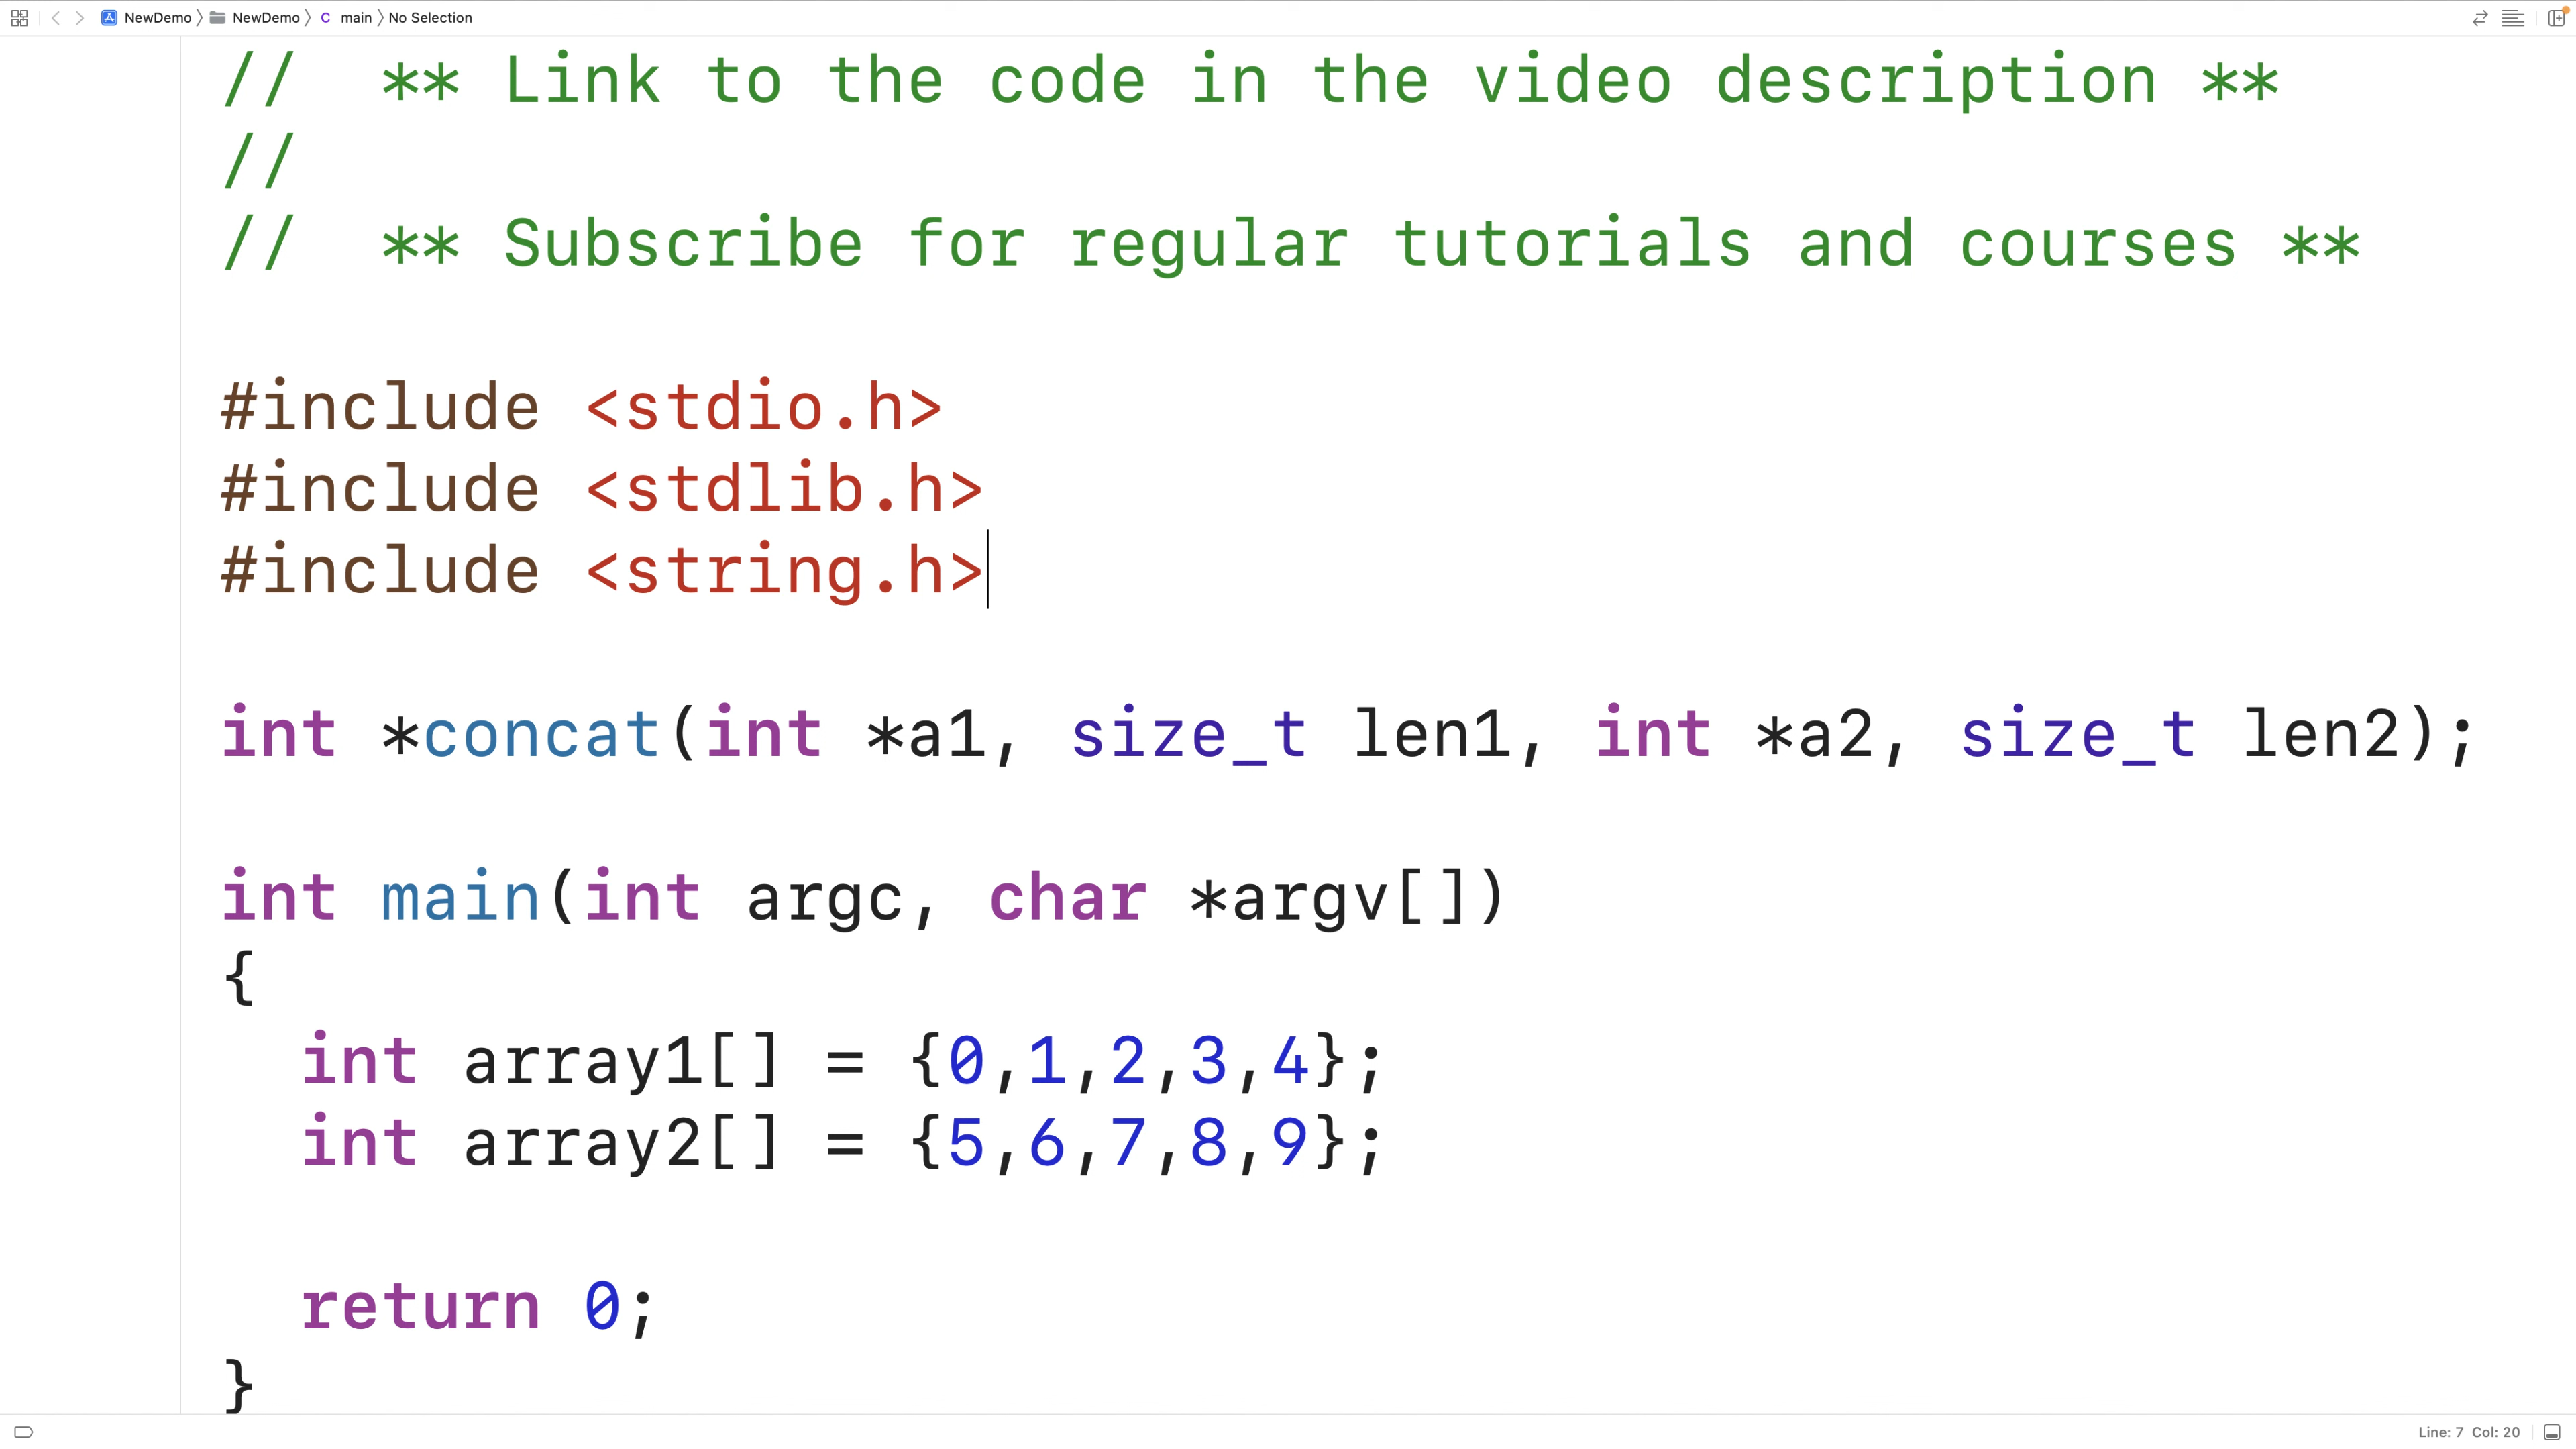 NewDemo 〉 NewDemo 〉 C main 〉 No Selection
//  ** Link to the code in the video description **
//
//  ** Subscribe for regular tutorials and courses **
#include <stdio.h>
#include <stdlib.h>
#include <string.h>
int *concat(int *a1, size_t len1, int *a2, size_t len2);
int main(int argc, char *argv[])
{
  int array1[] = {0,1,2,3,4};
  int array2[] = {5,6,7,8,9};
  return 0;
}
Line: 7 Col: 20